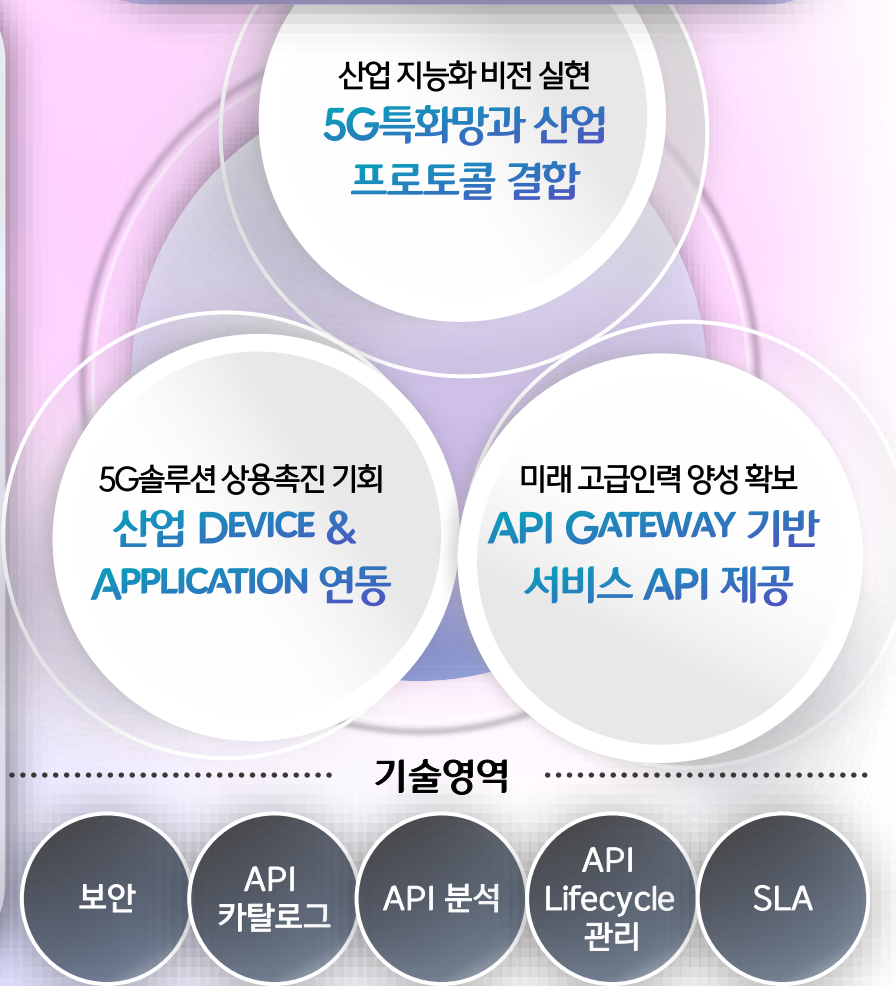 산업 지능화 비전 실현
5G특화망과 산업
프로토콜 결합
5G솔루션 상용촉진 기회
산업 DEVICE &
APPLICATION 연동
미래 고급인력 양성 확보
API GATEWAY 기반
서비스 API 제공
기술영역
보안
API
카탈로그
API 분석
API
Lifecycle
관리
SLA